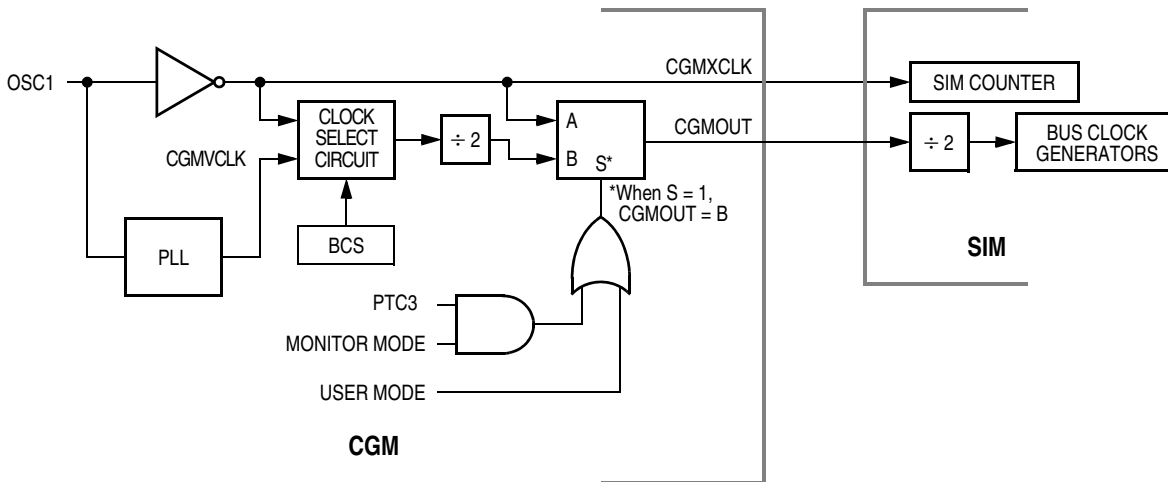 OSC1
CGMXCLK
SIM COUNTER
CLOCK
SELECT
CIRCUIT
÷ 2
A
B S*
CGMOUT
÷ 2
BUS CLOCK
GENERATORS
CGMVCLK
*When S = 1,
CGMOUT = B
BCS
PLL
SIM
PTC3
MONITOR MODE
USER MODE
CGM